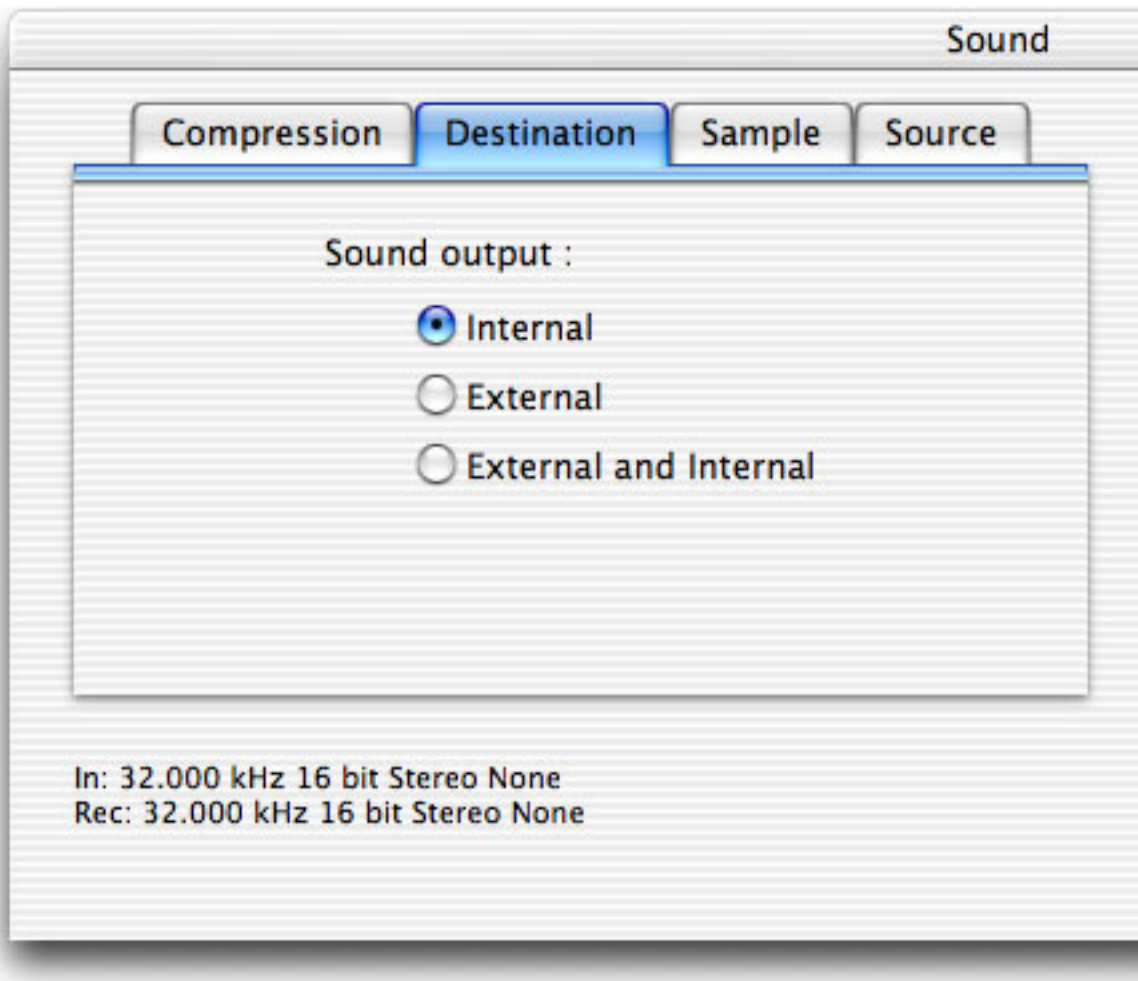 Sound
Compression Destination Sample Source
Sound output :
Internal
External
External and Internal
In: 32.000 kHz 16 bit Stereo None
Rec: 32.000 kHz 16 bit Stereo None